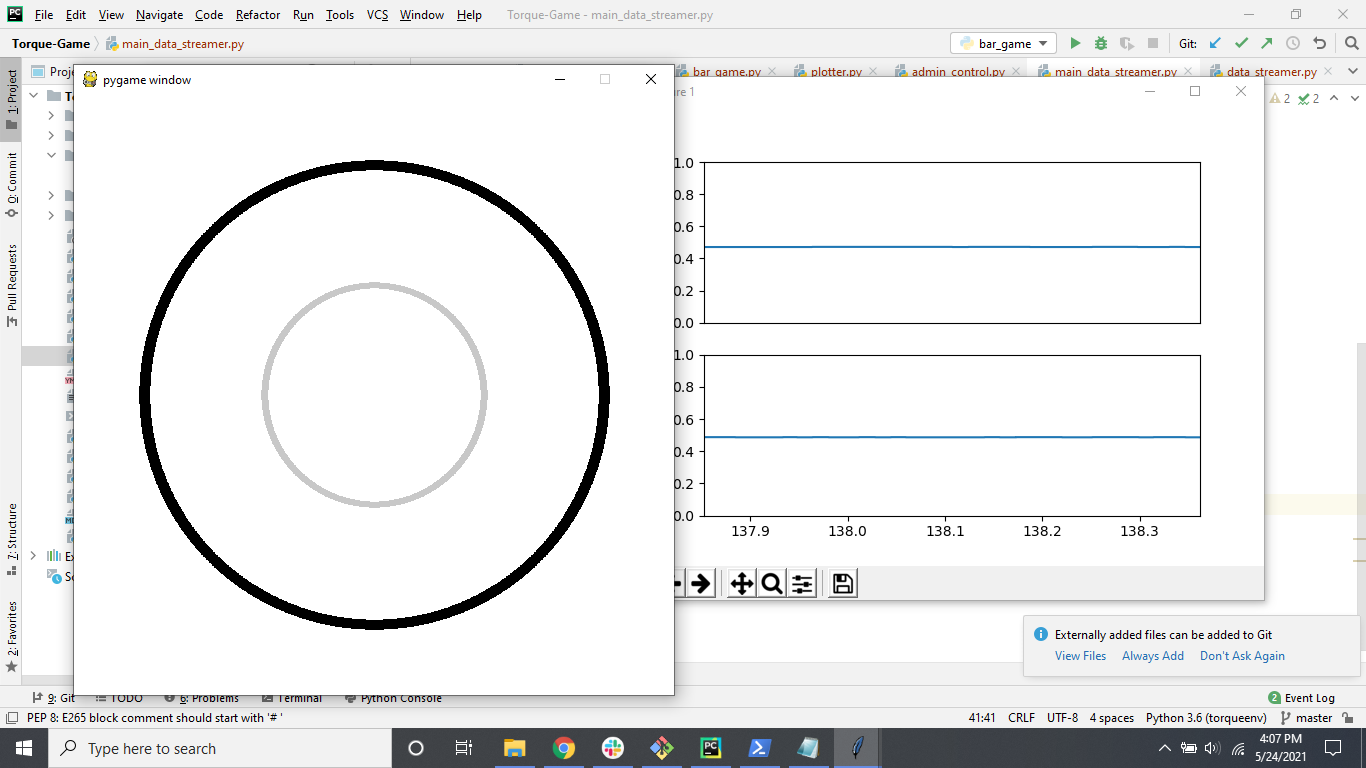 File Edit View Navigate Code Refactor Run Tools VCS Window Help Torque-Game - main_data_streamer.py
Torque-Game main_data_streamer.py bar_game Git:
1: Project
Proj
pygame window
bar_game.py plotter.py admin_control.py main_data_streamer.py data_streamer.py
ure 1
2 2
0: Commit
Pull Requests
7: Structure
2: Favorites
1.0
0.8
0.6
0.4
0.2
0.0
1.0
0.8
0.6
0.4
0.2
0.0
137.9 138.0 138.1 138.2 138.3
Externally added files can be added to Git
View Files Always Add Don't Ask Again
9: Git TODO 6: Problems Terminal Python Console 2 Event Log
PEP 8: E265 block comment should start with '# ' 41:41 CRLF UTF-8 4 spaces Python 3.6 (torqueenv) master
Type here to search
4:07 PM
5/24/2021